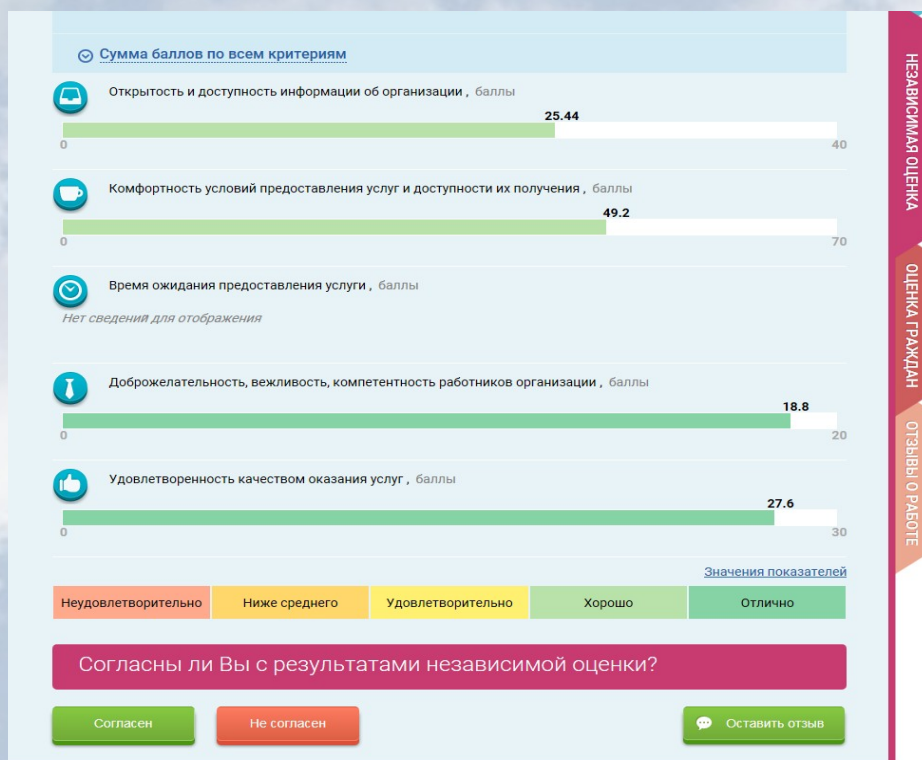 Сумма баллов по всем критериям
Открытость и доступность информации об организации , баллы
25.44
0
40
Комфортность условий предоставления услуг и доступности их получения , баллы
49.2
0
70
Время ожидания предоставления услуги , баллы
Нет сведений для отображения
Доброжелательность, вежливость, компетентность работников организации , баллы
18.8
0
20
Удовлетворенность качеством оказания услуг , баллы
27.6
0
30
Значения показателей
Неудовлетворительно
Ниже среднего
Удовлетворительно
Хорошо
Отлично
Согласны ли Вы с результатами независимой оценки?
Согласен
Не согласен
Оставить отзыв
НЕЗАВИСИМАЯ ОЦЕНКА
ОЦЕНКА ГРАЖДАН
ОТЗЫВЫ О РАБОТЕ